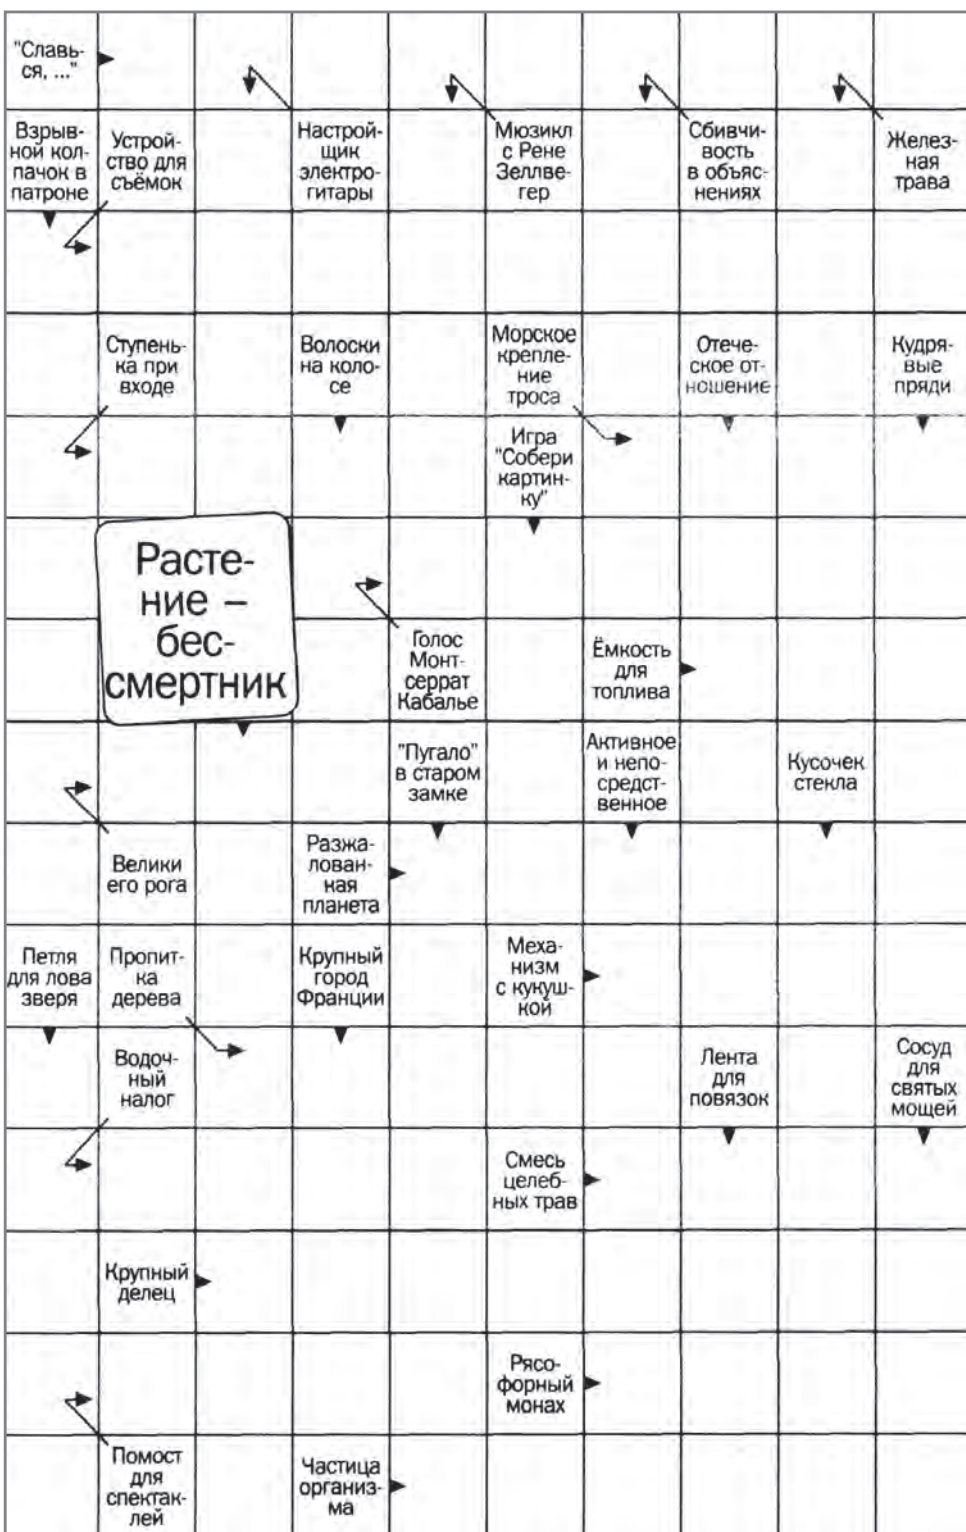 "Славь-
ся, ..."
Взрыв-
ной кол-
пачок в
патроне
Устрой-
ство для
съёмок
Настрой-
щик
электро-
гитары
Мюзикл
с Рене
Зеллве-
гер
Сбивчи-
вость
в объяс-
нениях
Желез-
ная
трава
Ступень-
ка при
входе
Волоски
на коло-
се
Морское
крепле-
ние
троса
Отече-
ское от-
ношение
Кудря-
вые
пряди
Игра
"Собери
картин-
ку"
Расте-
ние –
бес-
смертник
Голос
Монт-
серрат
Кабалье
Ёмкость
для
топлива
"Пугало"
в старом
замке
Активное
и непо-
средст-
венное
Кусочек
стекла
Велики
его рога
Разжа-
лован-
ная
планета
Петля
для лова
зверя
Пропит-
ка
дерева
Крупный
город
Франции
Меха-
низм
с кукуш-
кой
Водоч-
ный
налог
Лента
для
повязок
Сосуд
для
святых
мощей
Смесь
целеб-
ных трав
Крупный
делец
Рясо-
форный
монах
Помост
для
спектак-
лей
Частица
организ-
ма